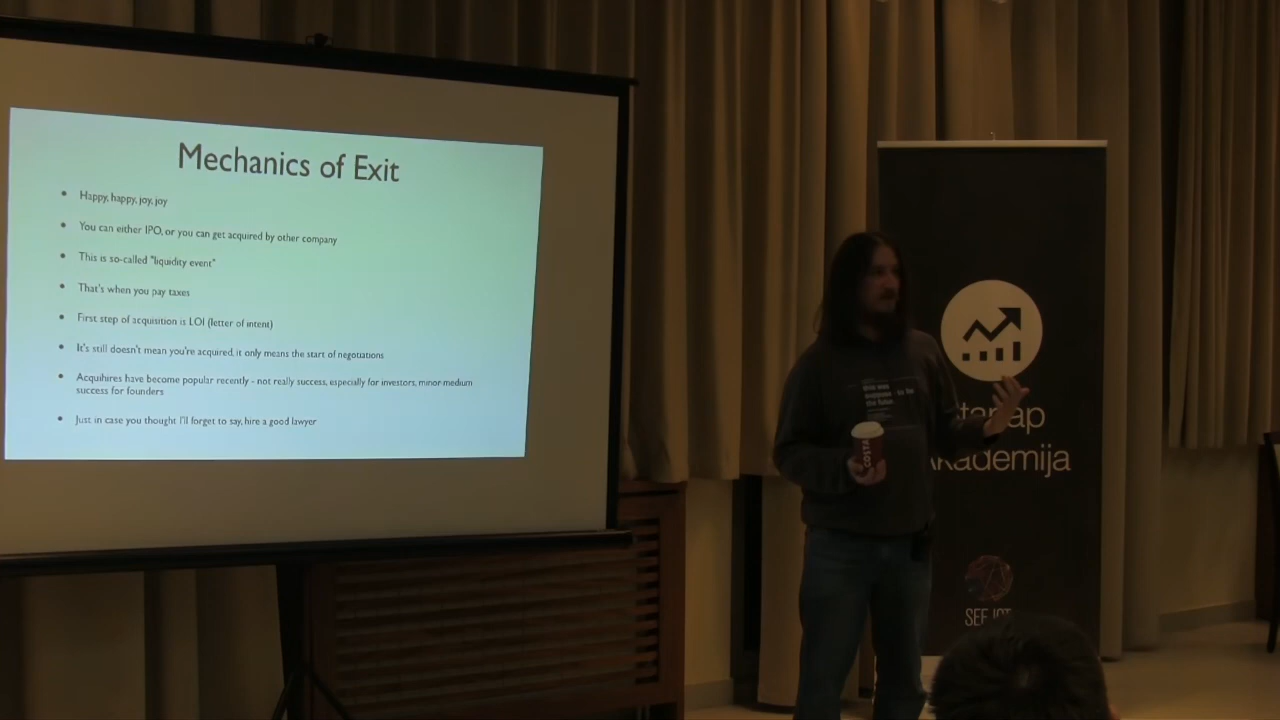 Mechanics of Exit
Happy, happy, joy, joy
You can either IPO, or you can get acquired by other company
This is so-called "liquidity event"
That's when you pay taxes
First step of acquisition is LOI (letter of intent)
It's still doesn't mean you're acquired, it only means the start of negotiations
Acquihires have become popular recently - not really success, especially for investors, minor medium
success for founders
Just in case you thought I'll forget to say, hire a good lawyer
COSTA
Akademija
SEE ICT